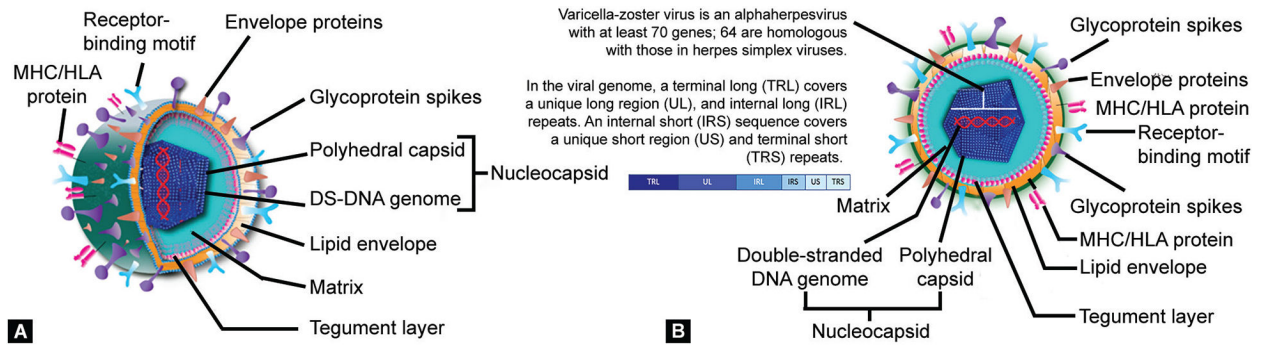 Receptor-
binding motif
Envelope proteins
MHC/HLA
protein
Glycoprotein spikes
Polyhedral capsid
Nucleocapsid
DS-DNA genome
Lipid envelope
Matrix
Tegument layer
A
Varicella-zoster virus is an alphaherpesvirus
with at least 70 genes; 64 are homologous
with those in herpes simplex viruses.
In the viral genome, a terminal long (TRL) covers
a unique long region (UL), and internal long (IRL)
repeats. An internal short (IRS) sequence covers
a unique short region (US) and terminal short
(TRS) repeats.
TRL UL IRL IRS US TRS
Glycoprotein spikes
Envelope proteins
MHC/HLA protein
Receptor-
binding motif
Matrix
Glycoprotein spikes
MHC/HLA protein
Lipid envelope
Tegument layer
Double-stranded
DNA genome
Polyhedral
capsid
Nucleocapsid
B